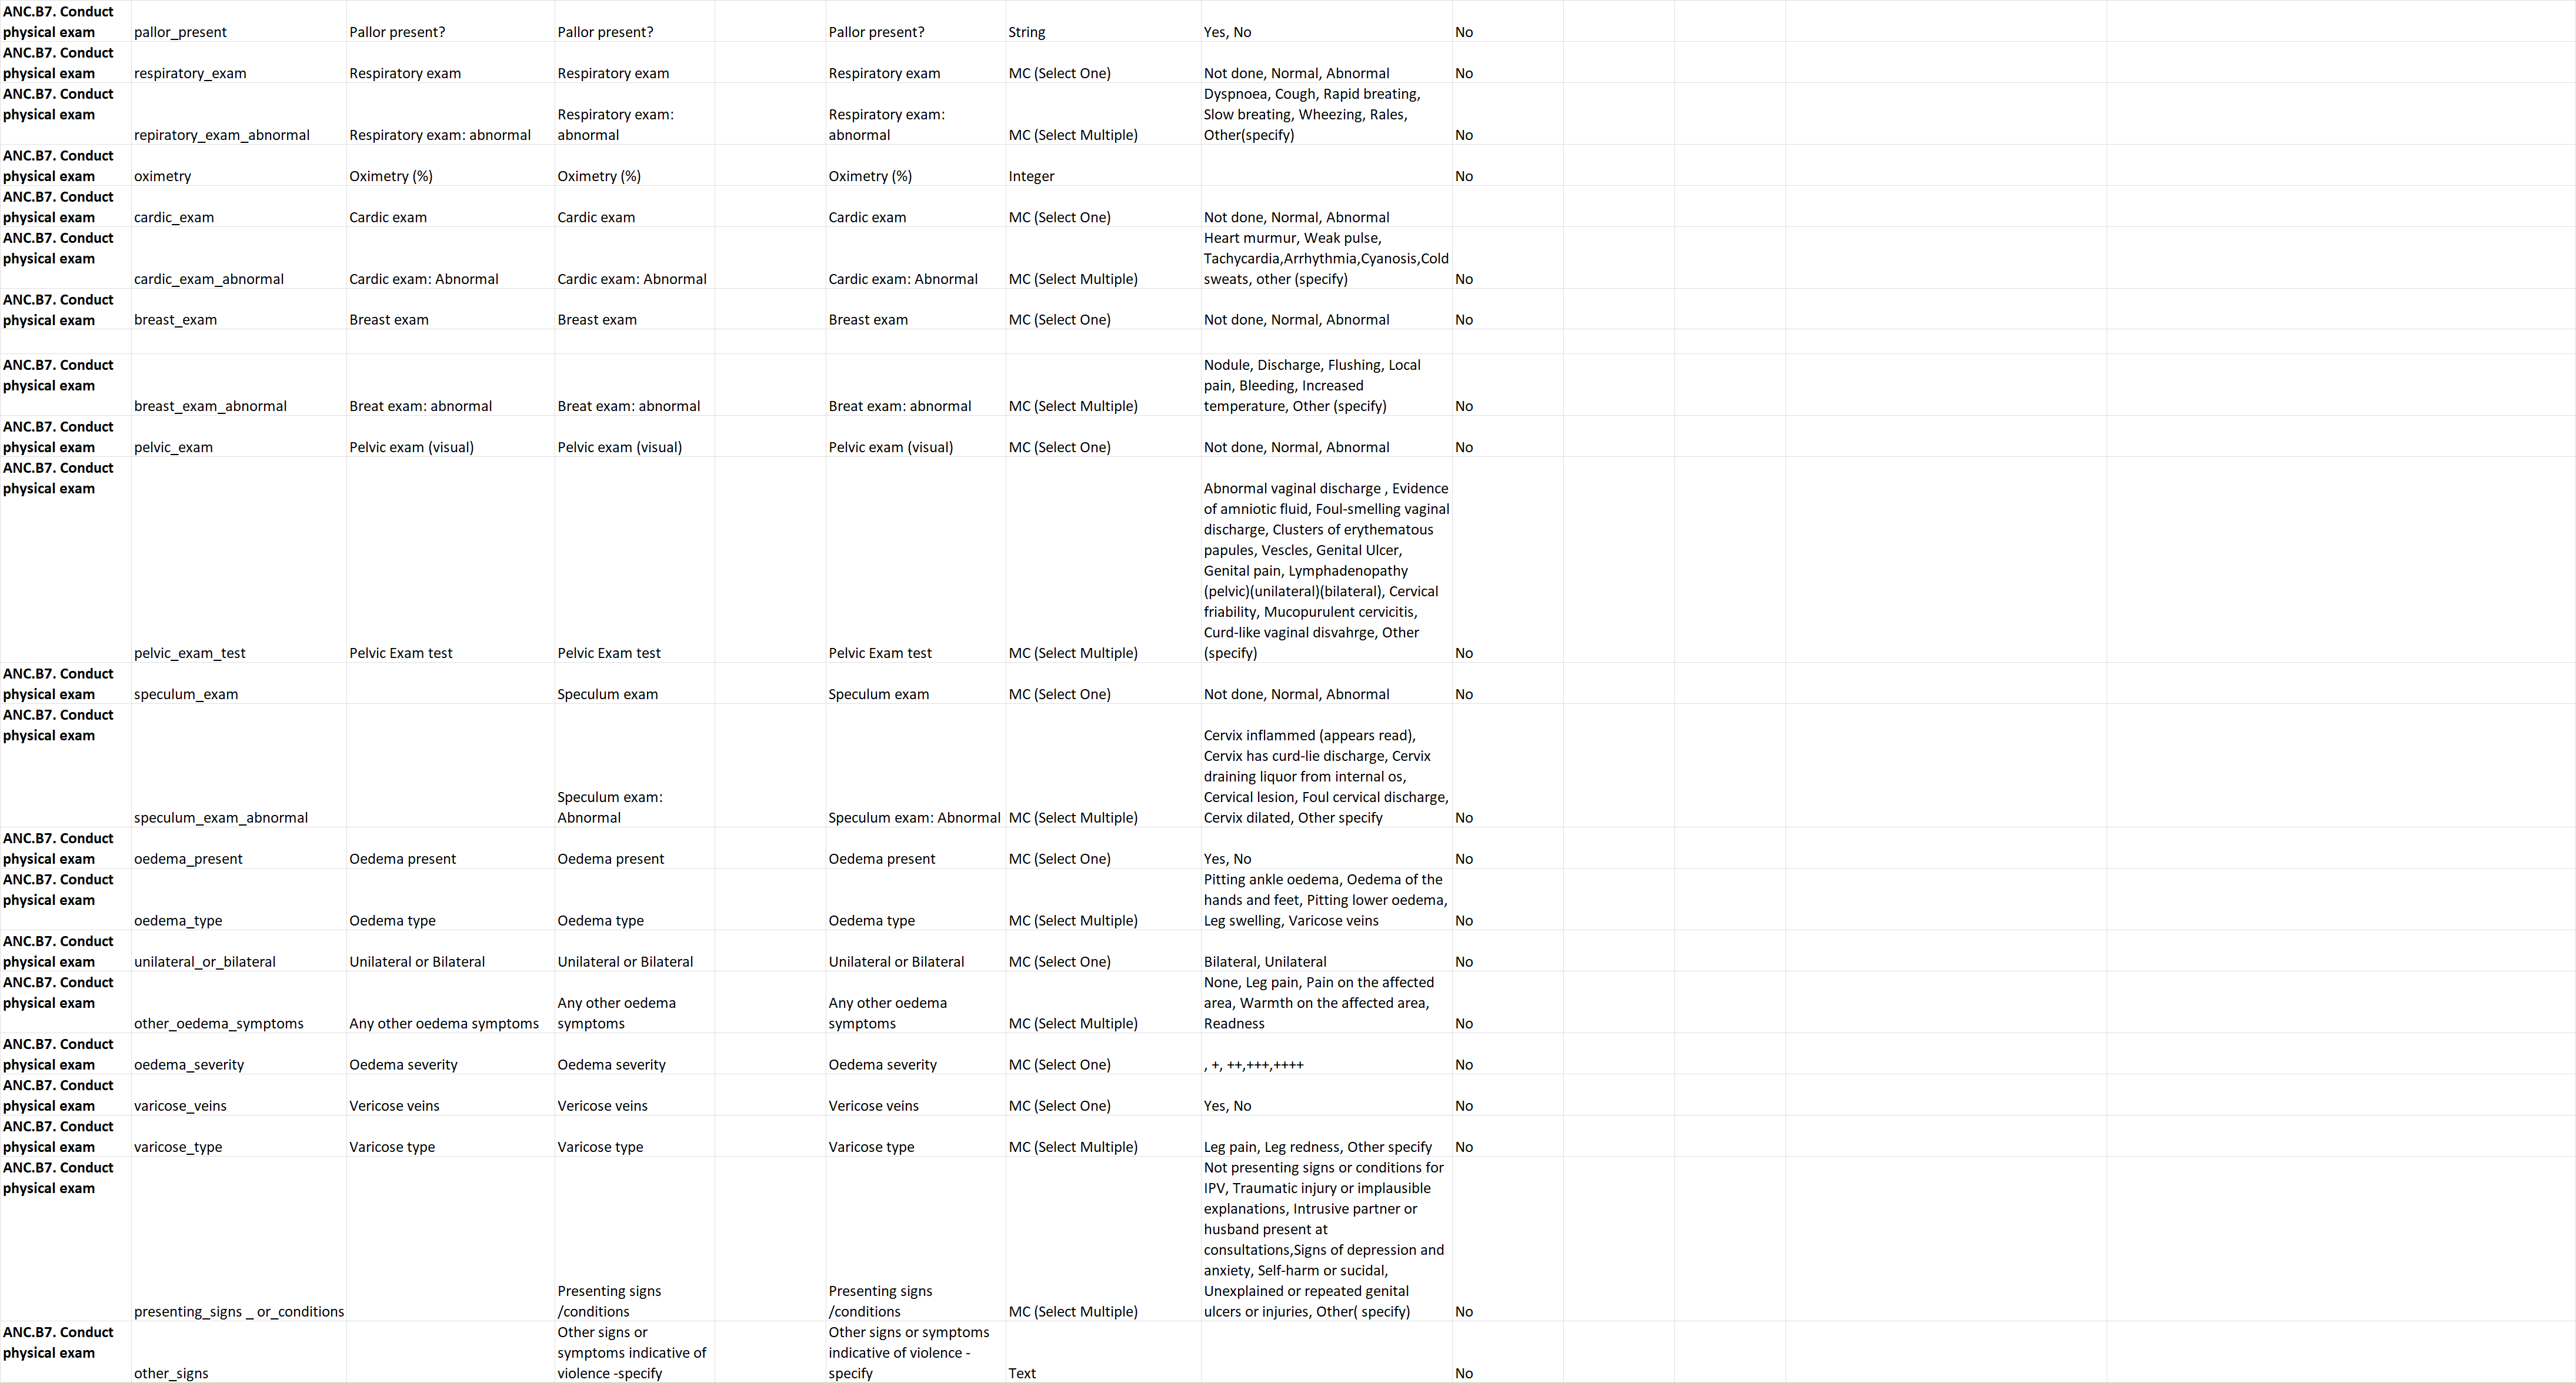 ANC.B7. Conduct
physical exam pallor_present Pallor present? Pallor present? Pallor present? String Yes, No No
ANC.B7. Conduct
physical exam respiratory_exam Respiratory exam Respiratory exam Respiratory exam MC (Select One) Not done, Normal, Abnormal No
ANC.B7. Conduct Dyspnoea, Cough, Rapid breating,
physical exam Respiratory exam: Respiratory exam: Slow breating, Wheezing, Rales,
repiratory_exam_abnormal Respiratory exam: abnormal abnormal abnormal MC (Select Multiple) Other(specify) No
ANC.B7. Conduct
physical exam oximetry Oximetry (%) Oximetry (%) Oximetry (%) Integer No
ANC.B7. Conduct
physical exam cardic_exam Cardic exam Cardic exam Cardic exam MC (Select One) Not done, Normal, Abnormal No
ANC.B7. Conduct Heart murmur, Weak pulse,
physical exam Tachycardia,Arrhythmia,Cyanosis,Cold
cardic_exam_abnormal Cardic exam: Abnormal Cardic exam: Abnormal Cardic exam: Abnormal MC (Select Multiple) sweats, other (specify) No
ANC.B7. Conduct
physical exam breast_exam Breast exam Breast exam Breast exam MC (Select One) Not done, Normal, Abnormal No
ANC.B7. Conduct Nodule, Discharge, Flushing, Local
physical exam pain, Bleeding, Increased
breast_exam_abnormal Breat exam: abnormal Breat exam: abnormal Breat exam: abnormal MC (Select Multiple) temperature, Other (specify) No
ANC.B7. Conduct
physical exam pelvic_exam Pelvic exam (visual) Pelvic exam (visual) Pelvic exam (visual) MC (Select One) Not done, Normal, Abnormal No
ANC.B7. Conduct
physical exam Abnormal vaginal discharge , Evidence
of amniotic fluid, Foul-smelling vaginal
discharge, Clusters of erythematous
papules, Vescles, Genital Ulcer,
Genital pain, Lymphadenopathy
(pelvic)(unilateral)(bilateral), Cervical
friability, Mucopurulent cervicitis,
Curd-like vaginal disvahrge, Other
pelvic_exam_test Pelvic Exam test Pelvic Exam test Pelvic Exam test MC (Select Multiple) (specify) No
ANC.B7. Conduct
physical exam speculum_exam Speculum exam Speculum exam MC (Select One) Not done, Normal, Abnormal No
ANC.B7. Conduct
physical exam Cervix inflammed (appears read),
Cervix has curd-lie discharge, Cervix
draining liquor from internal os,
Speculum exam: Cervical lesion, Foul cervical discharge,
speculum_exam_abnormal Abnormal Speculum exam: Abnormal MC (Select Multiple) Cervix dilated, Other specify No
ANC.B7. Conduct
physical exam oedema_present Oedema present Oedema present Oedema present MC (Select One) Yes, No No
ANC.B7. Conduct Pitting ankle oedema, Oedema of the
physical exam hands and feet, Pitting lower oedema,
oedema_type Oedema type Oedema type Oedema type MC (Select Multiple) Leg swelling, Varicose veins No
ANC.B7. Conduct
physical exam unilateral_or_bilateral Unilateral or Bilateral Unilateral or Bilateral Unilateral or Bilateral MC (Select One) Bilateral, Unilateral No
ANC.B7. Conduct None, Leg pain, Pain on the affected
physical exam Any other oedema Any other oedema area, Warmth on the affected area,
other_oedema_symptoms Any other oedema symptoms symptoms symptoms MC (Select Multiple) Readness No
ANC.B7. Conduct
physical exam oedema_severity Oedema severity Oedema severity Oedema severity MC (Select One) , +, ++,+++,++++ No
ANC.B7. Conduct
physical exam varicose_veins Vericose veins Vericose veins Vericose veins MC (Select One) Yes, No No
ANC.B7. Conduct
physical exam varicose_type Varicose type Varicose type Varicose type MC (Select Multiple) Leg pain, Leg redness, Other specify No
ANC.B7. Conduct Not presenting signs or conditions for
physical exam IPV, Traumatic injury or implausible
explanations, Intrusive partner or
husband present at
consultations,Signs of depression and
anxiety, Self-harm or sucidal,
Presenting signs Presenting signs Unexplained or repeated genital
presenting_signs _ or_conditions /conditions /conditions MC (Select Multiple) ulcers or injuries, Other( specify) No
ANC.B7. Conduct Other signs or Other signs or symptoms
physical exam symptoms indicative of indicative of violence -
other_signs violence -specify specify Text No